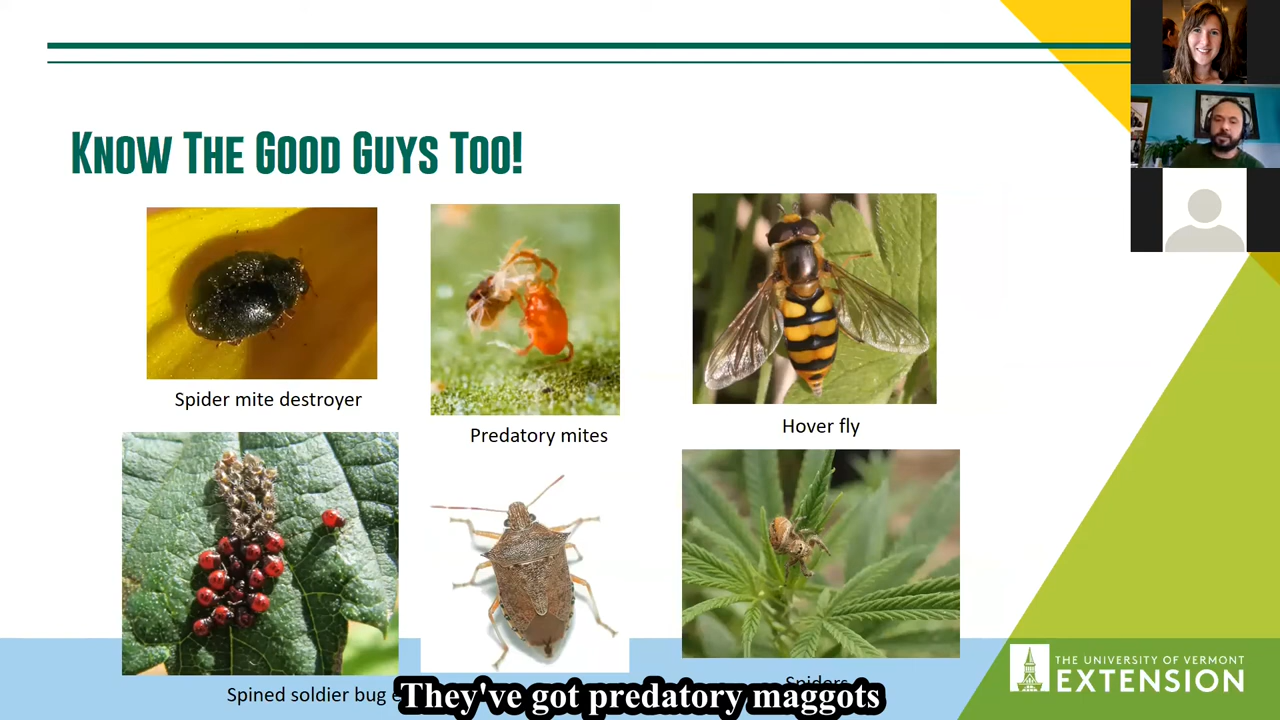 Know The Good Guys Too!
Spider mite destroyer
Predatory mites
Hover fly
Spined soldier bug
Spiders
They've got predatory maggots
THE UNIVERSITY OF VERMONT
EXTENSION